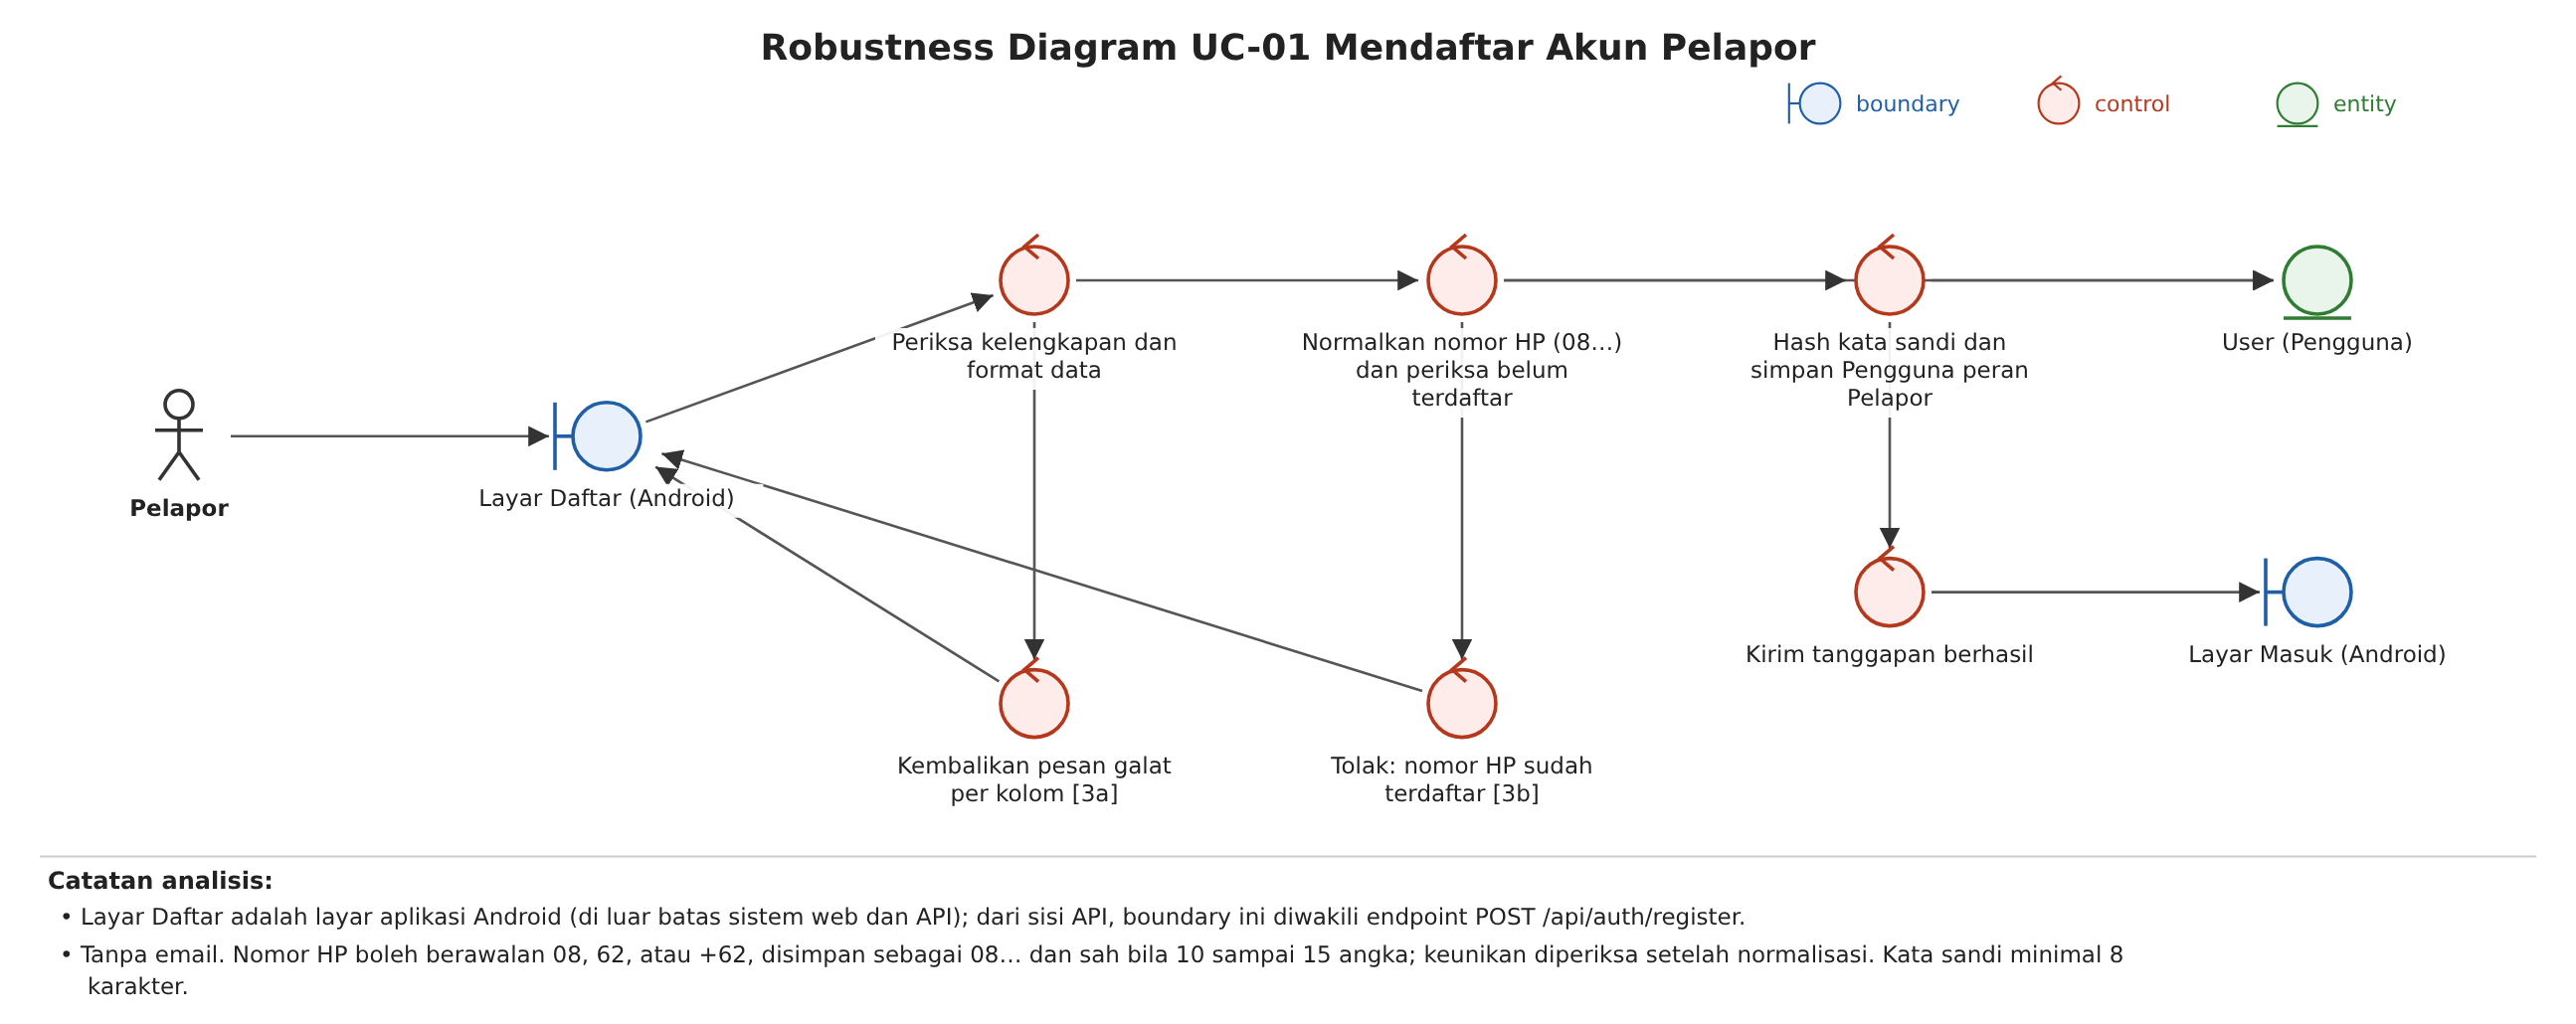 Robustness Diagram UC-01 Mendaftar Akun Pelapor
boundary
control
entity
Periksa kelengkapan dan
format data
Normalkan nomor HP (08...)
dan periksa belum
terdaftar
Hash kata sandi dan
simpan Pengguna peran
Pelapor
User (Pengguna)
Pelapor
Layar Daftar (Android)
Kirim tanggapan berhasil
Layar Masuk (Android)
Kembalikan pesan galat
per kolom [3a]
Tolak: nomor HP sudah
terdaftar [3b]
Catatan analisis:
• Layar Daftar adalah layar aplikasi Android (di luar batas sistem web dan API); dari sisi API, boundary ini diwakili endpoint POST /api/auth/register.
• Tanpa email. Nomor HP boleh berawalan 08, 62, atau +62, disimpan sebagai 08... dan sah bila 10 sampai 15 angka; keunikan diperiksa setelah normalisasi. Kata sandi minimal 8
karakter.